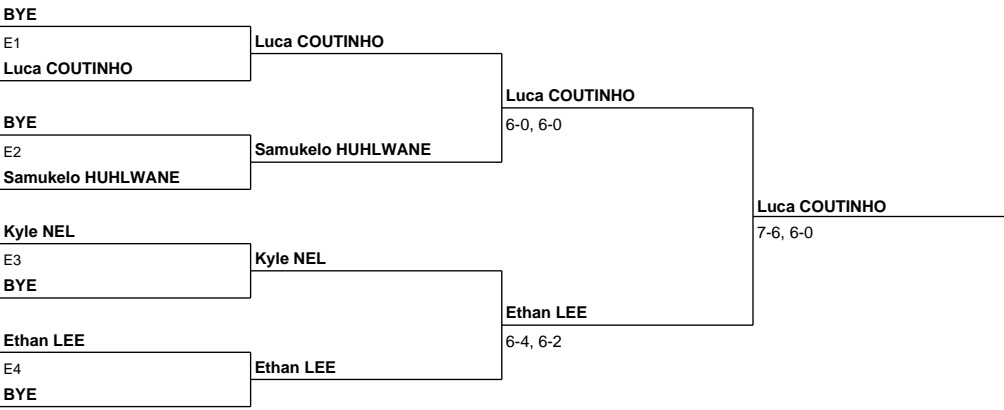 BYE
E1
Luca COUTINHO
Luca COUTINHO
BYE
E2
Samukelo HUHLWANE
Samukelo HUHLWANE
Luca COUTINHO
6-0, 6-0
Kyle NEL
E3
BYE
Kyle NEL
Ethan LEE
E4
BYE
Ethan LEE
Ethan LEE
6-4, 6-2
Luca COUTINHO
7-6, 6-0